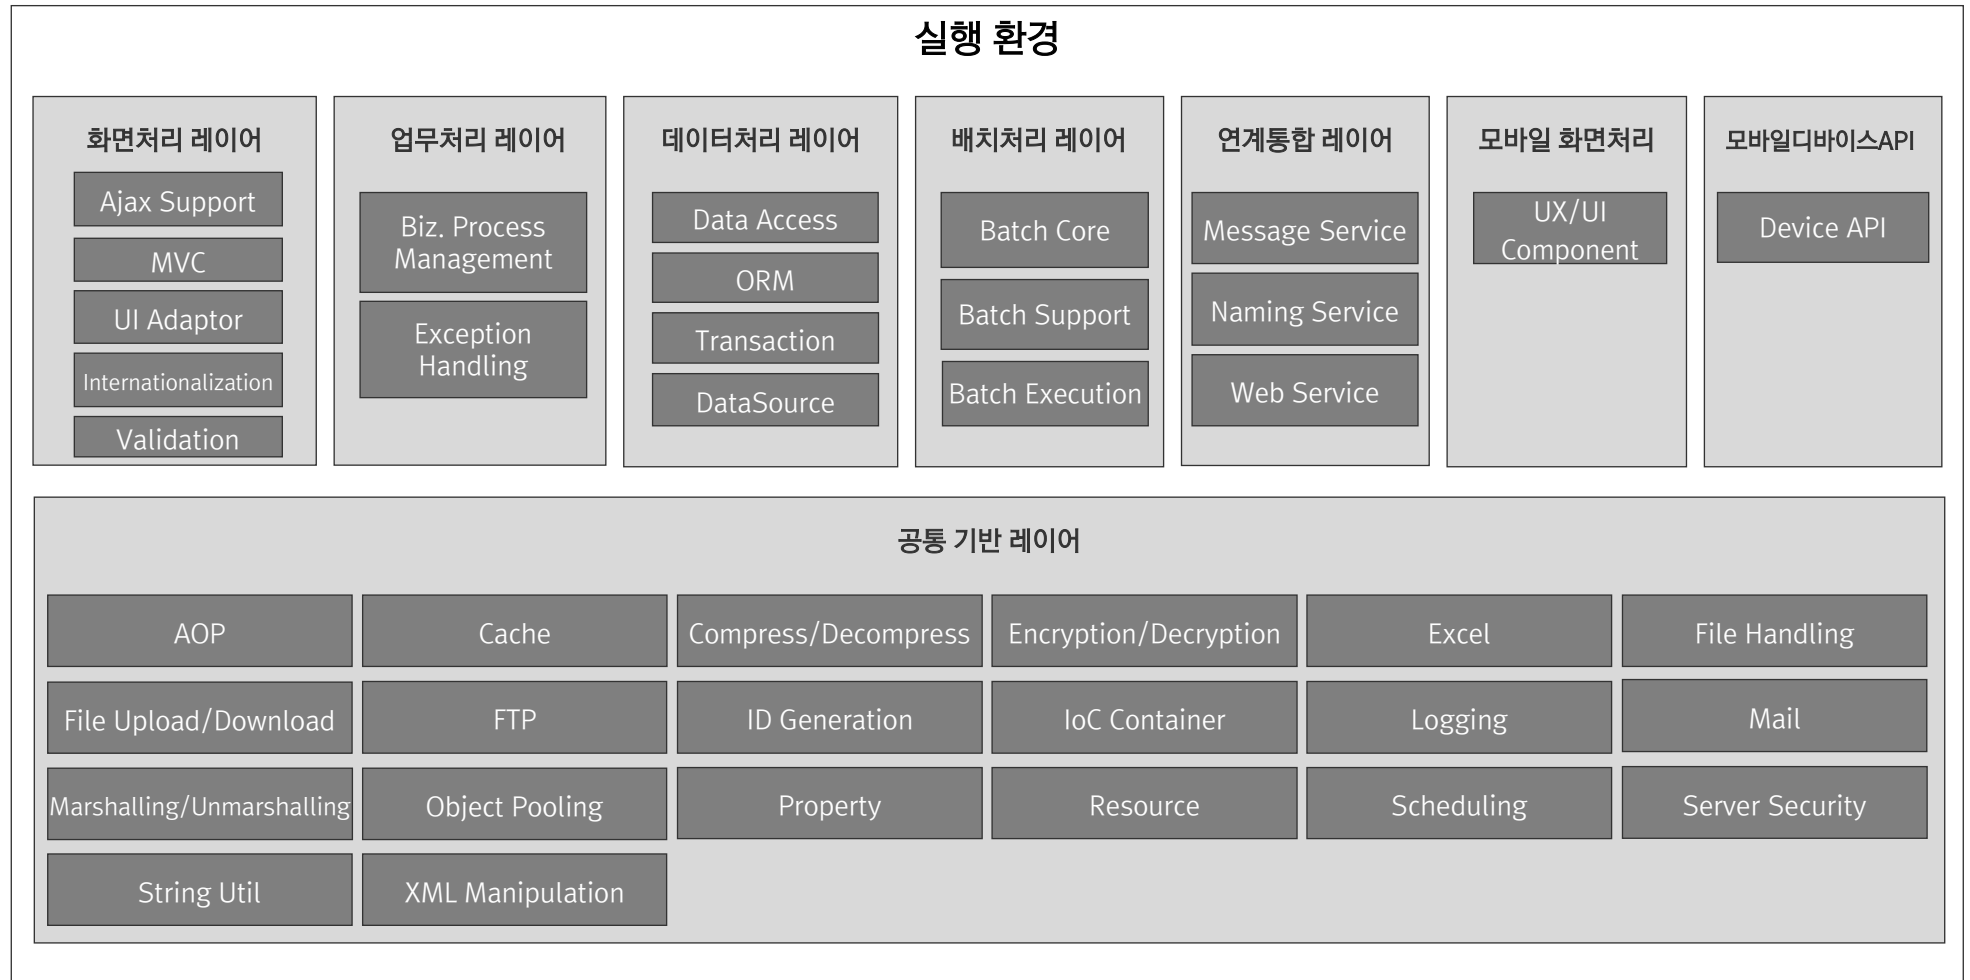 실행 환경
화면처리 레이어
Ajax Support
MVC
UI Adaptor
Internationalization
Validation
업무처리 레이어
Biz. Process
Management
Exception
Handling
데이터처리 레이어
Data Access
ORM
Transaction
DataSource
배치처리 레이어
Batch Core
Batch Support
Batch Execution
연계통합 레이어
Message Service
Naming Service
Web Service
모바일 화면처리
UX/UI
Component
모바일디바이스API
Device API
공통 기반 레이어
AOP
Cache
Compress/Decompress
Encryption/Decryption
Excel
File Handling
File Upload/Download
FTP
ID Generation
IoC Container
Logging
Mail
Marshalling/Unmarshalling
Object Pooling
Property
Resource
Scheduling
Server Security
String Util
XML Manipulation